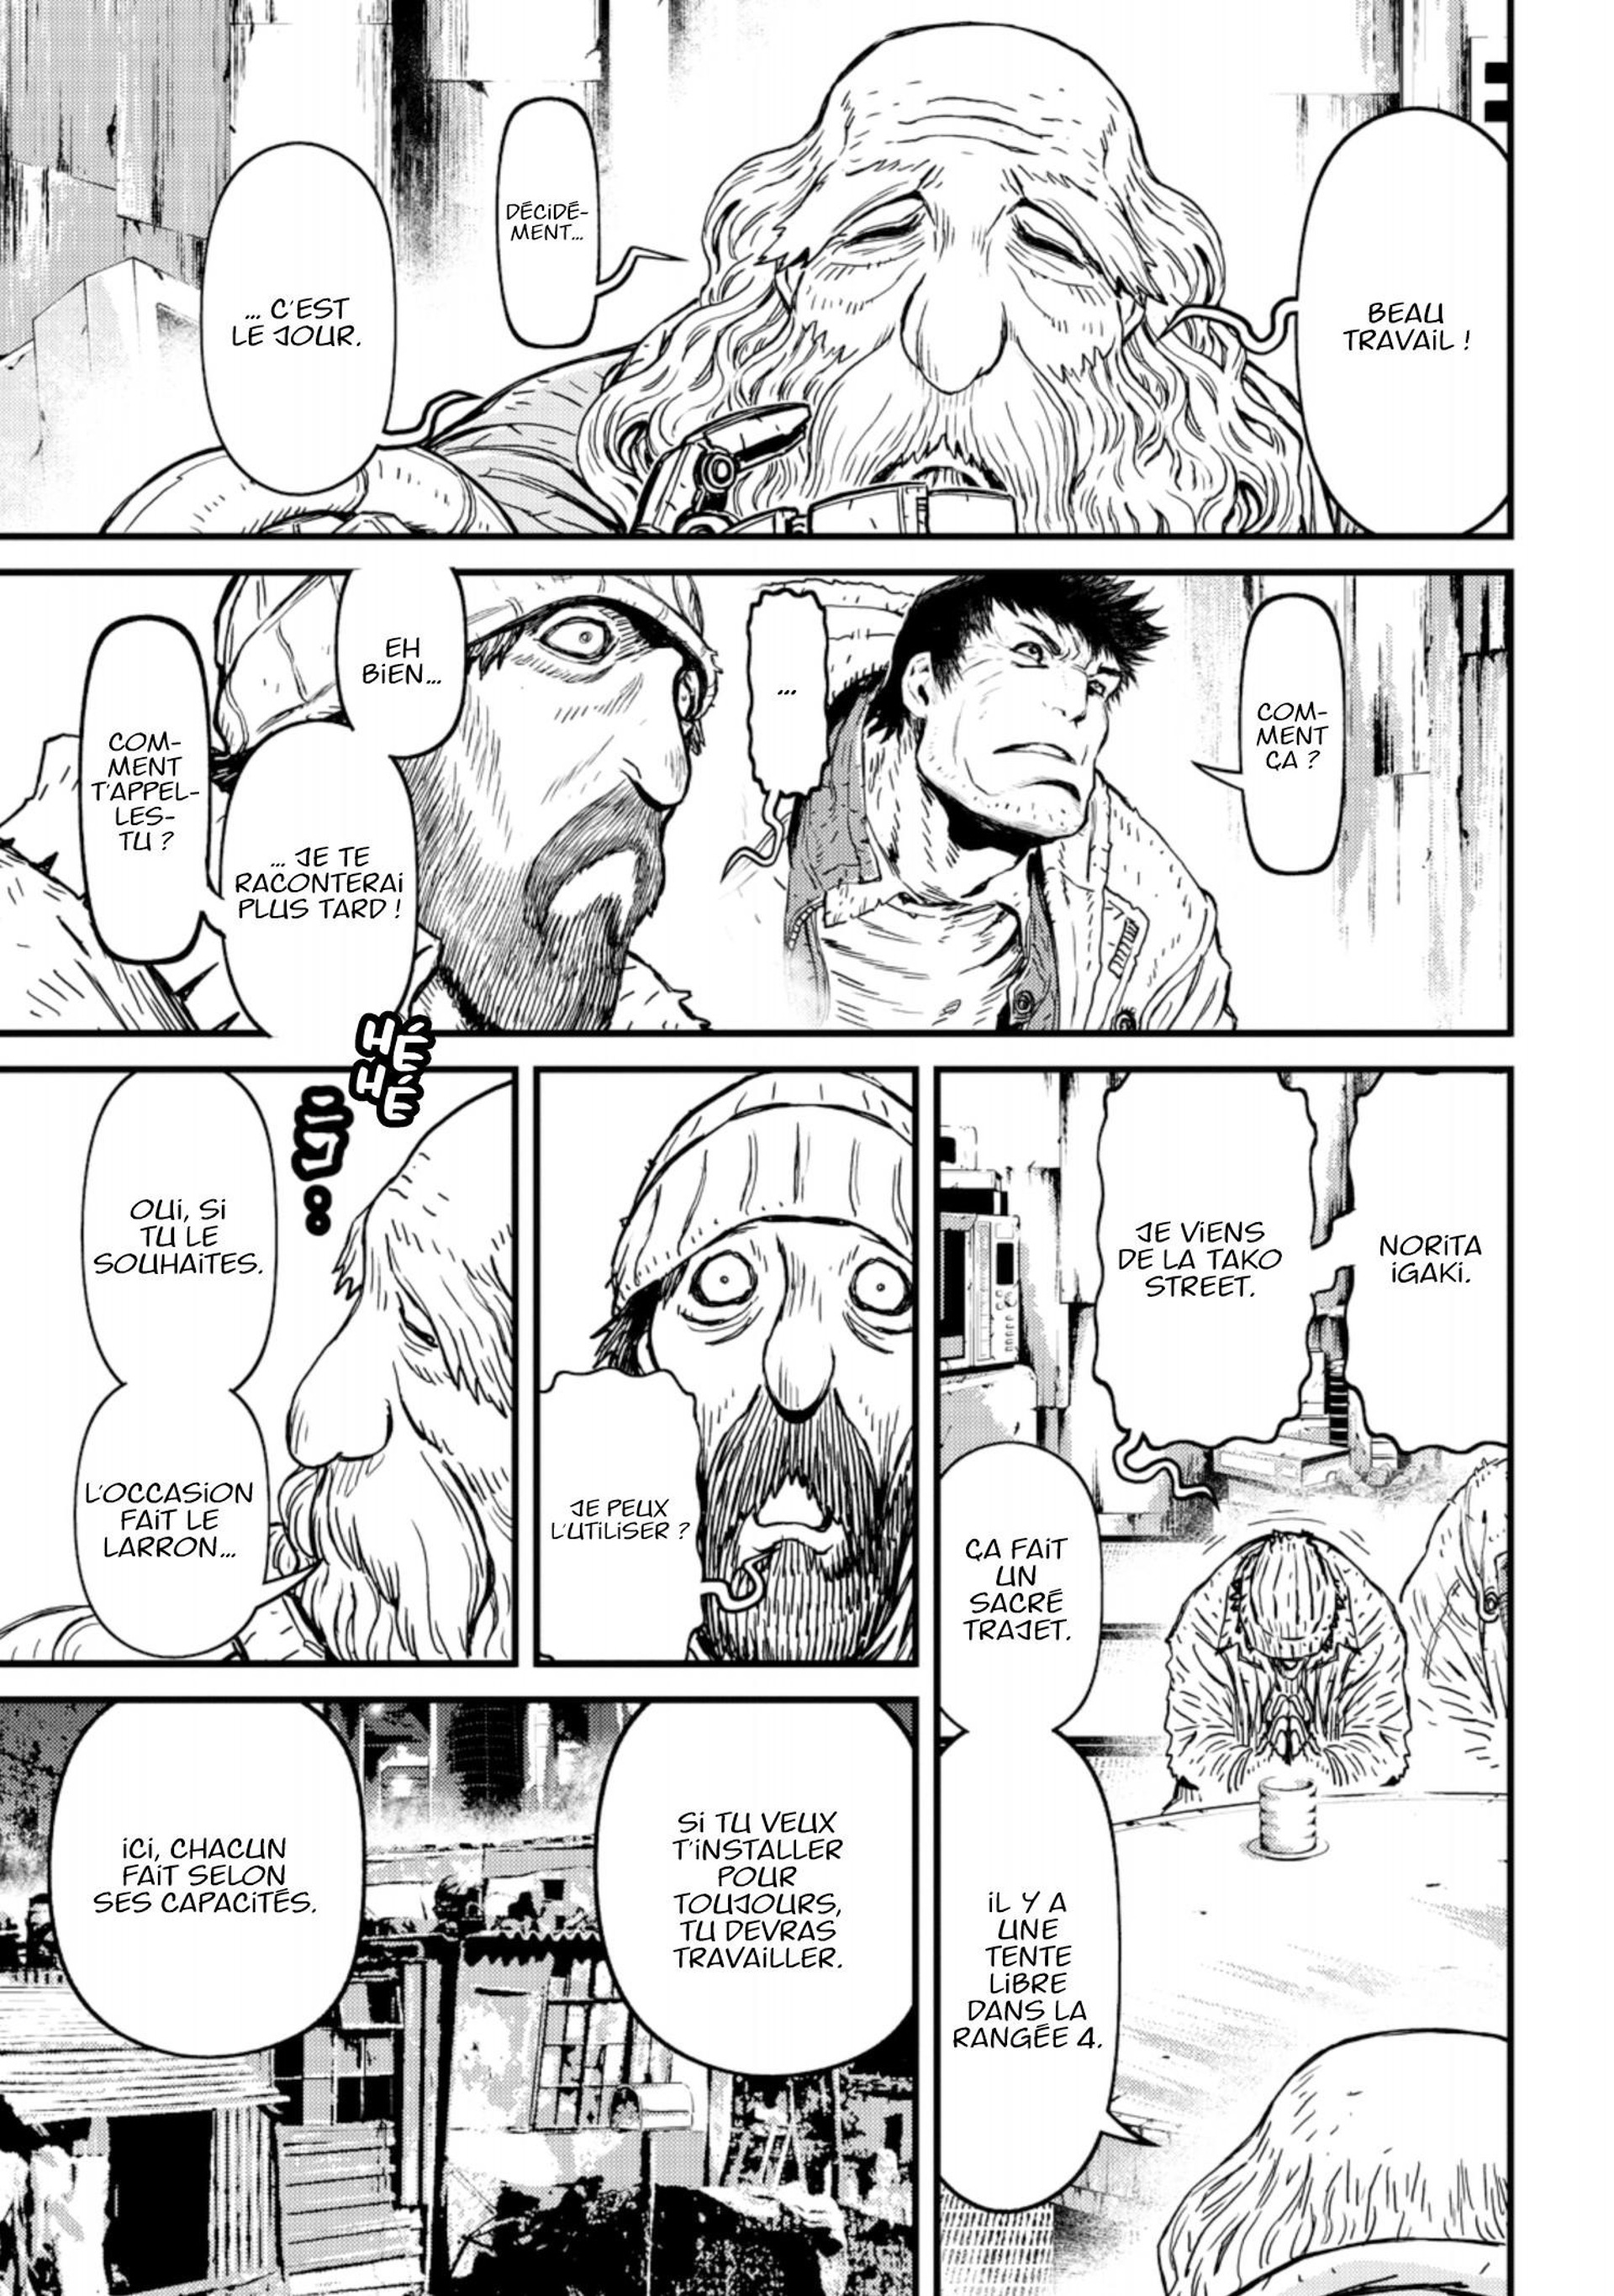 BEAU
TRAVAIL !
DÉCIDÉ-
MENT...
... C'EST
LE JOUR.
COM-
MENT
ÇA ?
...
EH
BIEN...
... JE TE
RACONTERAI
PLUS TARD !
COM-
MENT
T'APPEL-
LES-
TU ?
NORITA
IGAKI.
JE VIENS
DE LA TAKO
STREET.
ÇA FAIT
UN
SACRÉ
TRAJET.
IL Y A
UNE
TENTE
LIBRE
DANS LA
RANGÉE 4.
JE PEUX
L'UTILISER ?
HÉ
HÉ
OUI, SI
TU LE
SOUHAITES.
L'OCCASION
FAIT LE
LARRON...
SI TU VEUX
T'INSTALLER
POUR
TOUJOURS,
TU DEVRAS
TRAVAILLER.
ICI, CHACUN
FAIT SELON
SES CAPACITÉS.